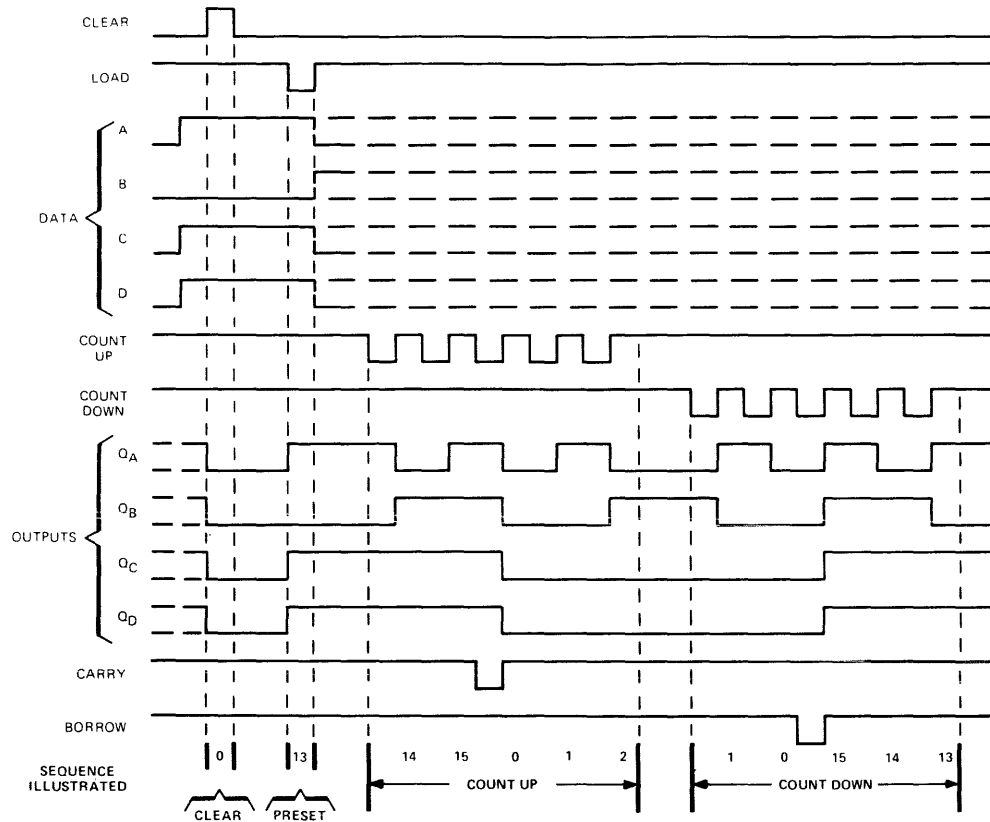 CLEAR
LOAD
DATA
A
B
C
D
COUNT
UP
COUNT
DOWN
OUTPUTS
QA
QB
QC
QD
CARRY
BORROW
SEQUENCE
ILLUSTRATED
0
13
14 15 0 1 2
1 0 15 14 13
COUNT UP
COUNT DOWN
CLEAR
PRESET